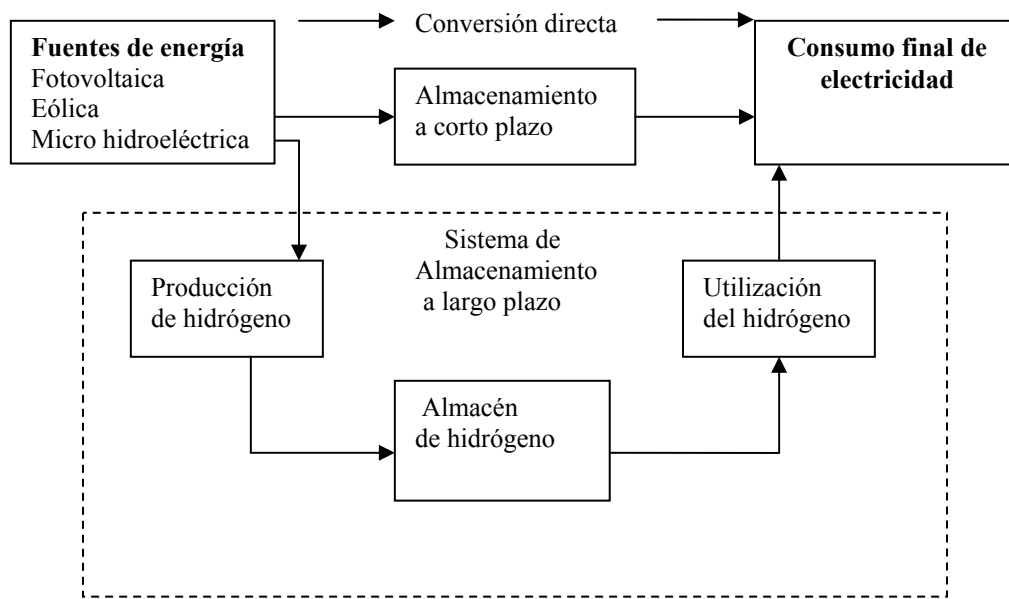 Fuentes de energía
Fotovoltaica
Eólica
Micro hidroeléctrica
Conversión directa
Almacenamiento
a corto plazo
Consumo final de
electricidad
Sistema de
Almacenamiento
a largo plazo
Producción
de hidrógeno
Utilización
del hidrógeno
Almacén
de hidrógeno